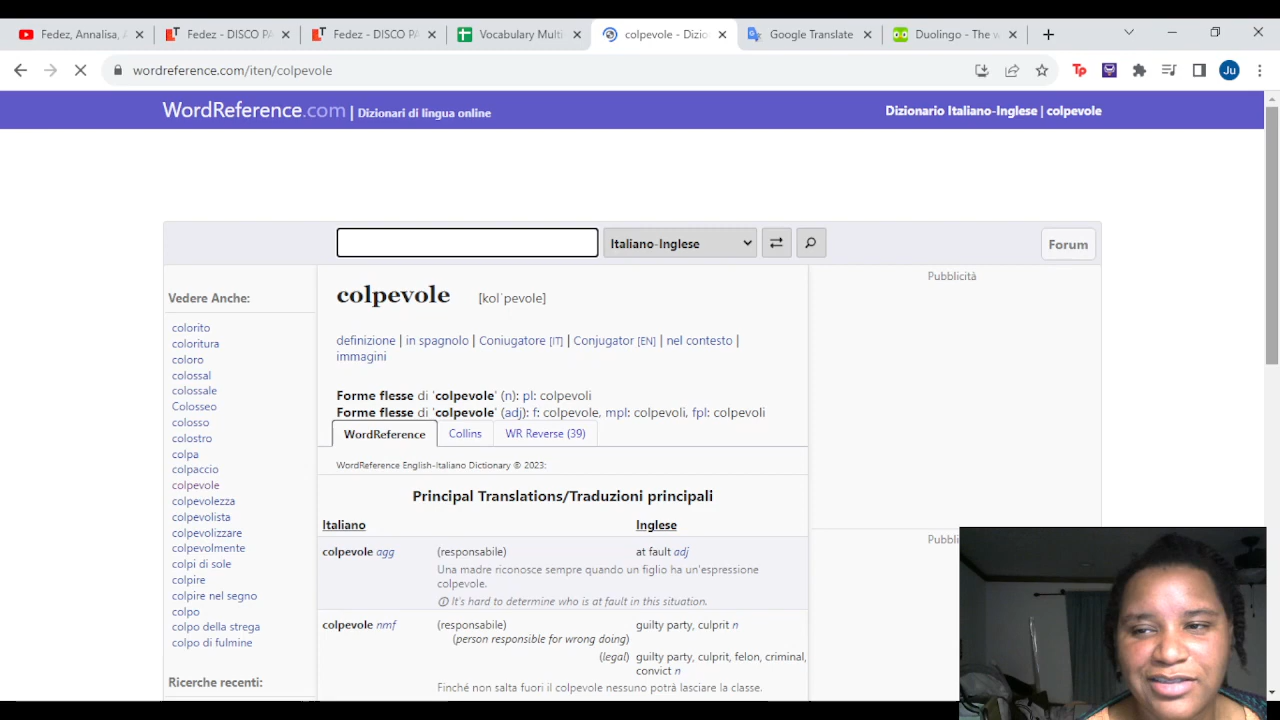 Fedez, Annalisa, A
Fedez - DISCO PA
Fedez - DISCO PA
Vocabulary Multi
colpevole - Dizio
Google Translate
Duolingo - The w
wordreference.com/iten/colpevole
Tp
Ju
WordReference.com | Dizionari di lingua online
Dizionario Italiano-Inglese | colpevole
Italiano-Inglese
Forum
Vedere Anche:
colorito
coloritura
coloro
colossal
colossale
Colosseo
colosso
colostro
colpa
colpaccio
colpevole
colpevolezza
colpevolista
colpevolizzare
colpevolmente
colpi di sole
colpire
colpire nel segno
colpo
colpo della strega
colpo di fulmine
Ricerche recenti:
colpevole [kolˈpevole]
definizione | in spagnolo | Coniugatore [IT] | Conjugator [EN] | nel contesto |
immagini
Forme flesse di 'colpevole' (n): pl: colpevoli
Forme flesse di 'colpevole' (adj): f: colpevole, mpl: colpevoli, fpl: colpevoli
WordReference
Collins
WR Reverse (39)
WordReference English-Italiano Dictionary © 2023:
Principal Translations/Traduzioni principali
Italiano Inglese
colpevole agg (responsabile) at fault adj
Una madre riconosce sempre quando un figlio ha un'espressione
colpevole.
It's hard to determine who is at fault in this situation.
colpevole nmf (responsabile) guilty party, culprit n
(person responsible for wrong doing)
(legal) guilty party, culprit, felon, criminal,
convict n
Finché non salta fuori il colpevole nessuno potrà lasciare la classe.
Pubblicità
Pubbli